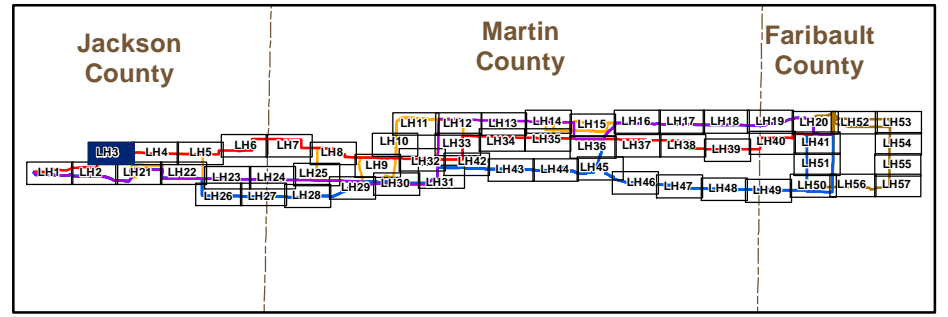 Jackson
County
Martin
County
Faribault
County
LH11 LH12 LH13 LH14 LH15 LH16 LH17 LH18 LH19 LH20 LH52 LH53
LH3 LH4 LH5 LH6 LH7 LH8 LH10 LH33 LH34 LH35 LH36 LH37 LH38 LH39 LH40 LH41 LH54
LH1 LH2 LH21 LH22 LH23 LH24 LH25 LH9 LH32 LH42 LH43 LH44 LH45 LH51 LH55
LH26 LH27 LH28 LH29 LH30 LH31 LH46 LH47 LH48 LH49 LH50 LH56 LH57